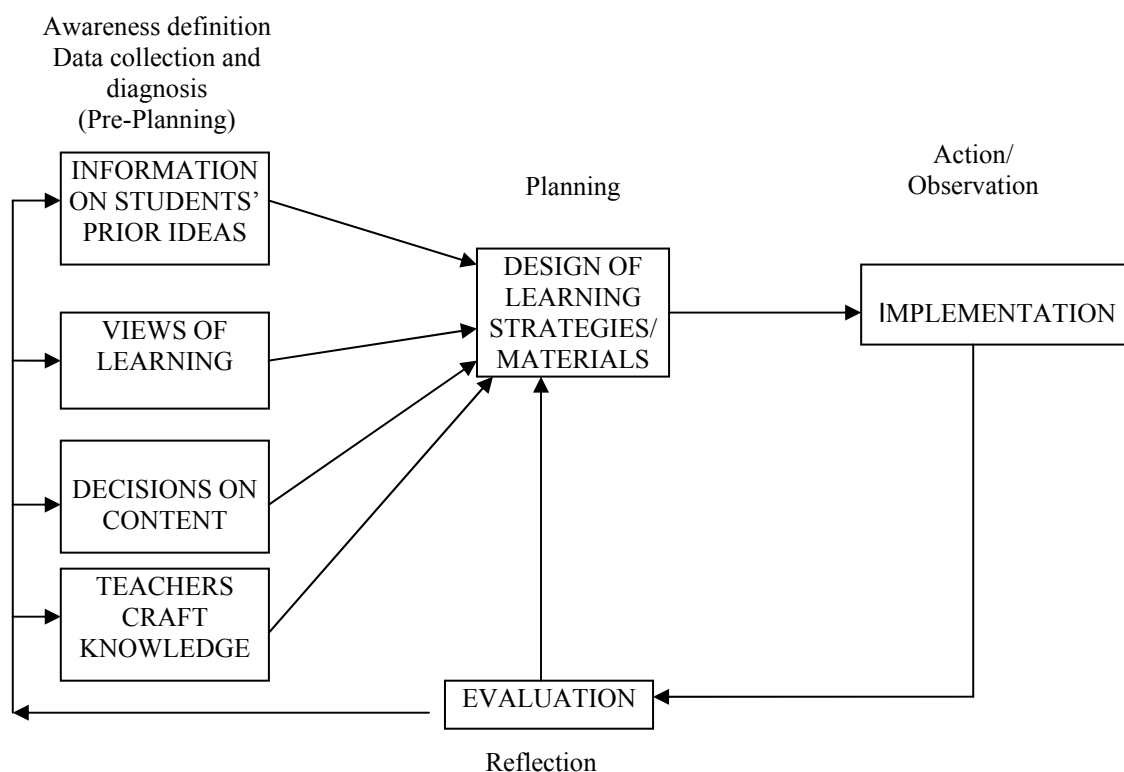 Awareness definition
Data collection and
diagnosis
(Pre-Planning)
INFORMATION
ON STUDENTS’
PRIOR IDEAS
VIEWS OF
LEARNING
DECISIONS ON
CONTENT
TEACHERS
CRAFT
KNOWLEDGE
Planning
DESIGN OF
LEARNING
STRATEGIES/
MATERIALS
Action/
Observation
IMPLEMENTATION
EVALUATION
Reflection